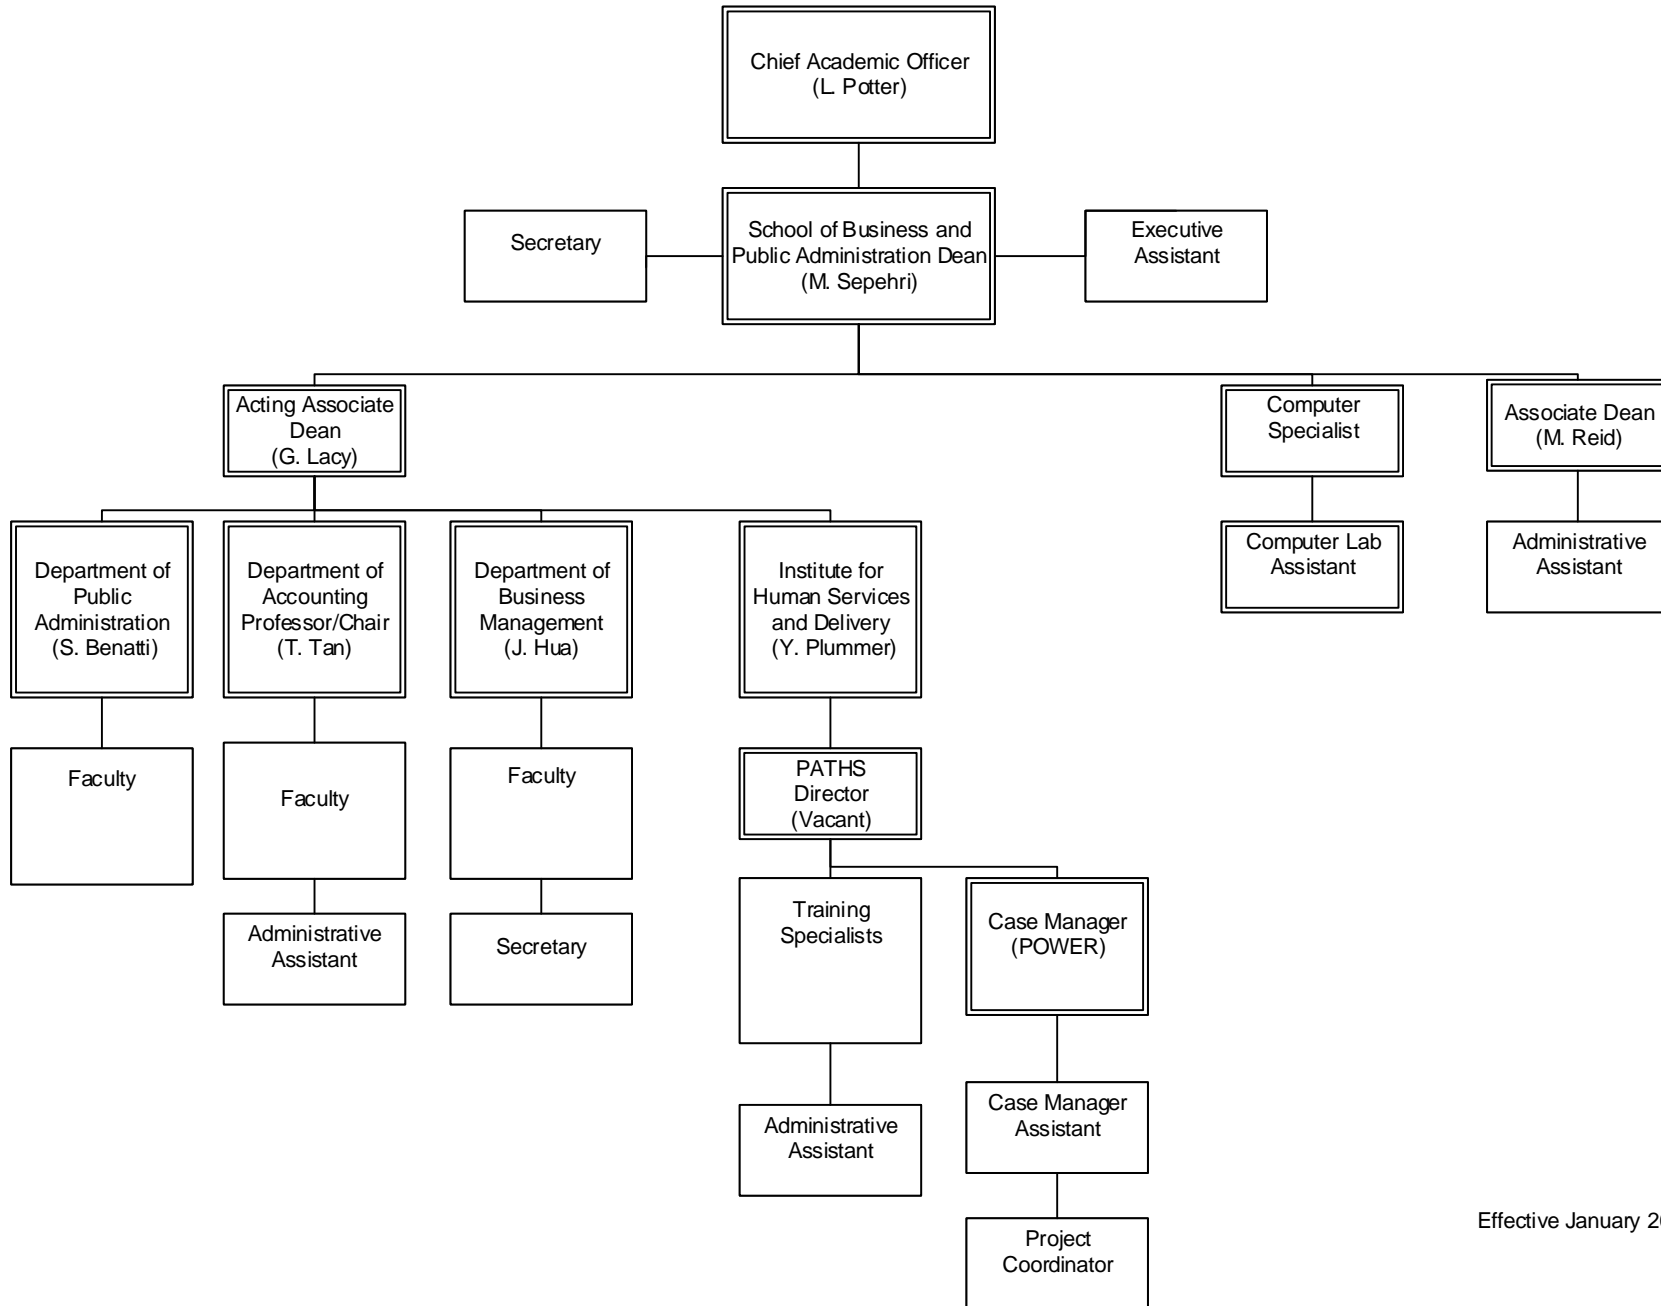 Chief Academic Officer
(L. Potter)
Secretary
School of Business and
Public Administration Dean
(M. Sepehri)
Executive
Assistant
Acting Associate
Dean
(G. Lacy)
Computer
Specialist
Associate Dean
(M. Reid)
Department of
Public
Administration
(S. Benatti)
Department of
Accounting
Professor/Chair
(T. Tan)
Department of
Business
Management
(J. Hua)
Institute for
Human Services
and Delivery
(Y. Plummer)
Computer Lab
Assistant
Administrative
Assistant
Faculty
Faculty
Faculty
PATHS
Director
(Vacant)
Administrative
Assistant
Secretary
Training
Specialists
Case Manager
(POWER)
Administrative
Assistant
Case Manager
Assistant
Project
Coordinator
Effective January